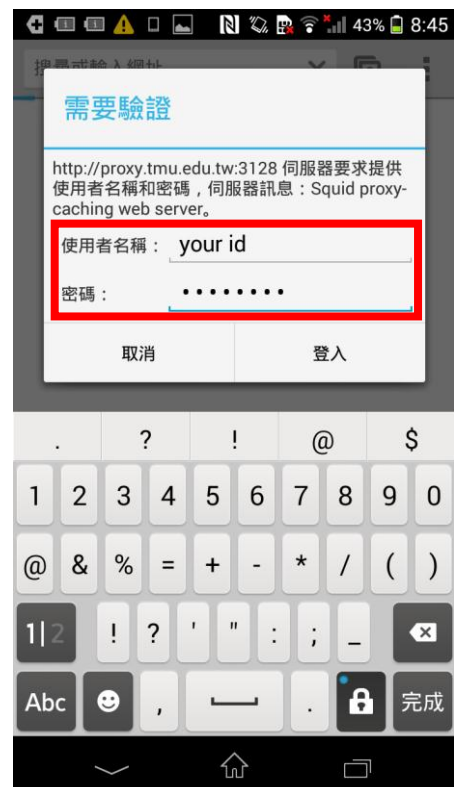 43% 8:45
搜尋或輸入網址
需要驗證
http://proxy.tmu.edu.tw:3128 伺服器要求提供
使用者名稱和密碼，伺服器訊息：Squid proxy-
caching web server。
使用者名稱： your id
密碼： ••••••••
取消 登入
. ? ! @ $
1 2 3 4 5 6 7 8 9 0
@ & % = + - * / ( )
1|2 ! ? ' " : ; _
Abc , . 完成